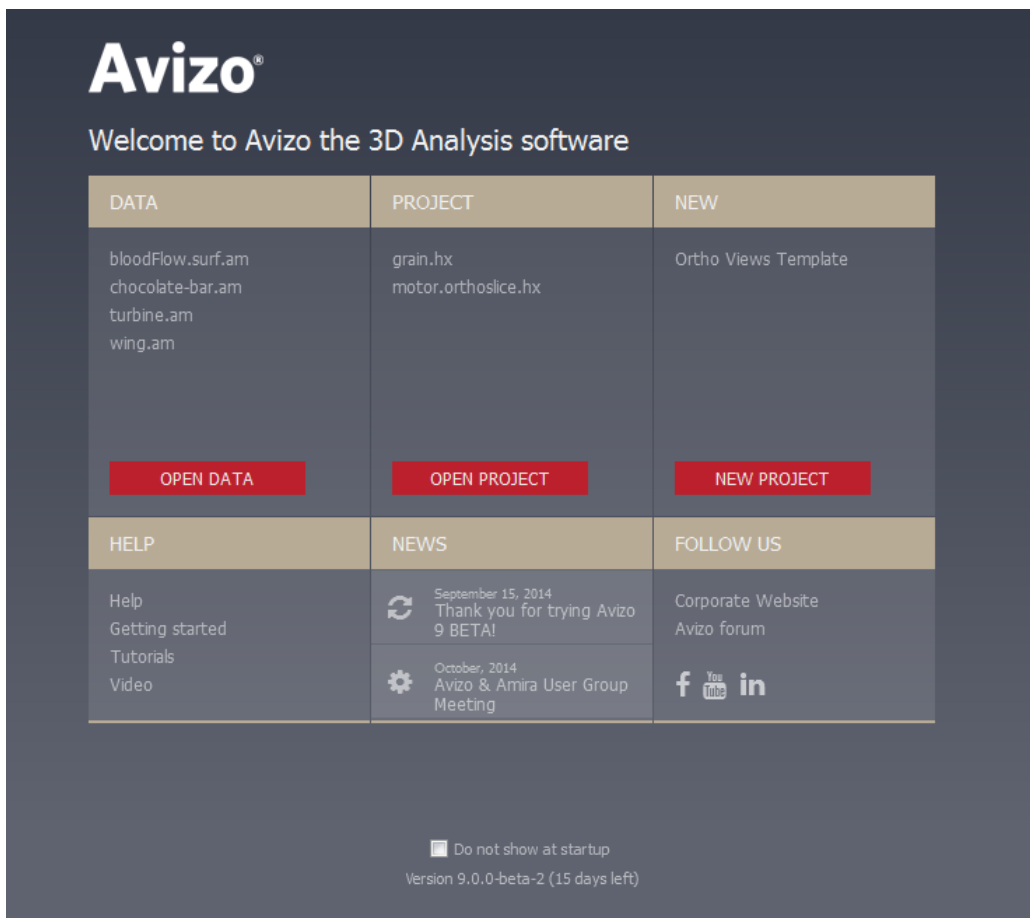 Avizo®
Welcome to Avizo the 3D Analysis software
DATA
bloodFlow.surf.am
chocolate-bar.am
turbine.am
wing.am
OPEN DATA
PROJECT
grain.hx
motor.orthoslice.hx
OPEN PROJECT
NEW
Ortho Views Template
NEW PROJECT
HELP
Help
Getting started
Tutorials
Video
NEWS
September 15, 2014
Thank you for trying Avizo
9 BETA!
October, 2014
Avizo & Amira User Group
Meeting
FOLLOW US
Corporate Website
Avizo forum
f You Tube in
Do not show at startup
Version 9.0.0-beta-2 (15 days left)